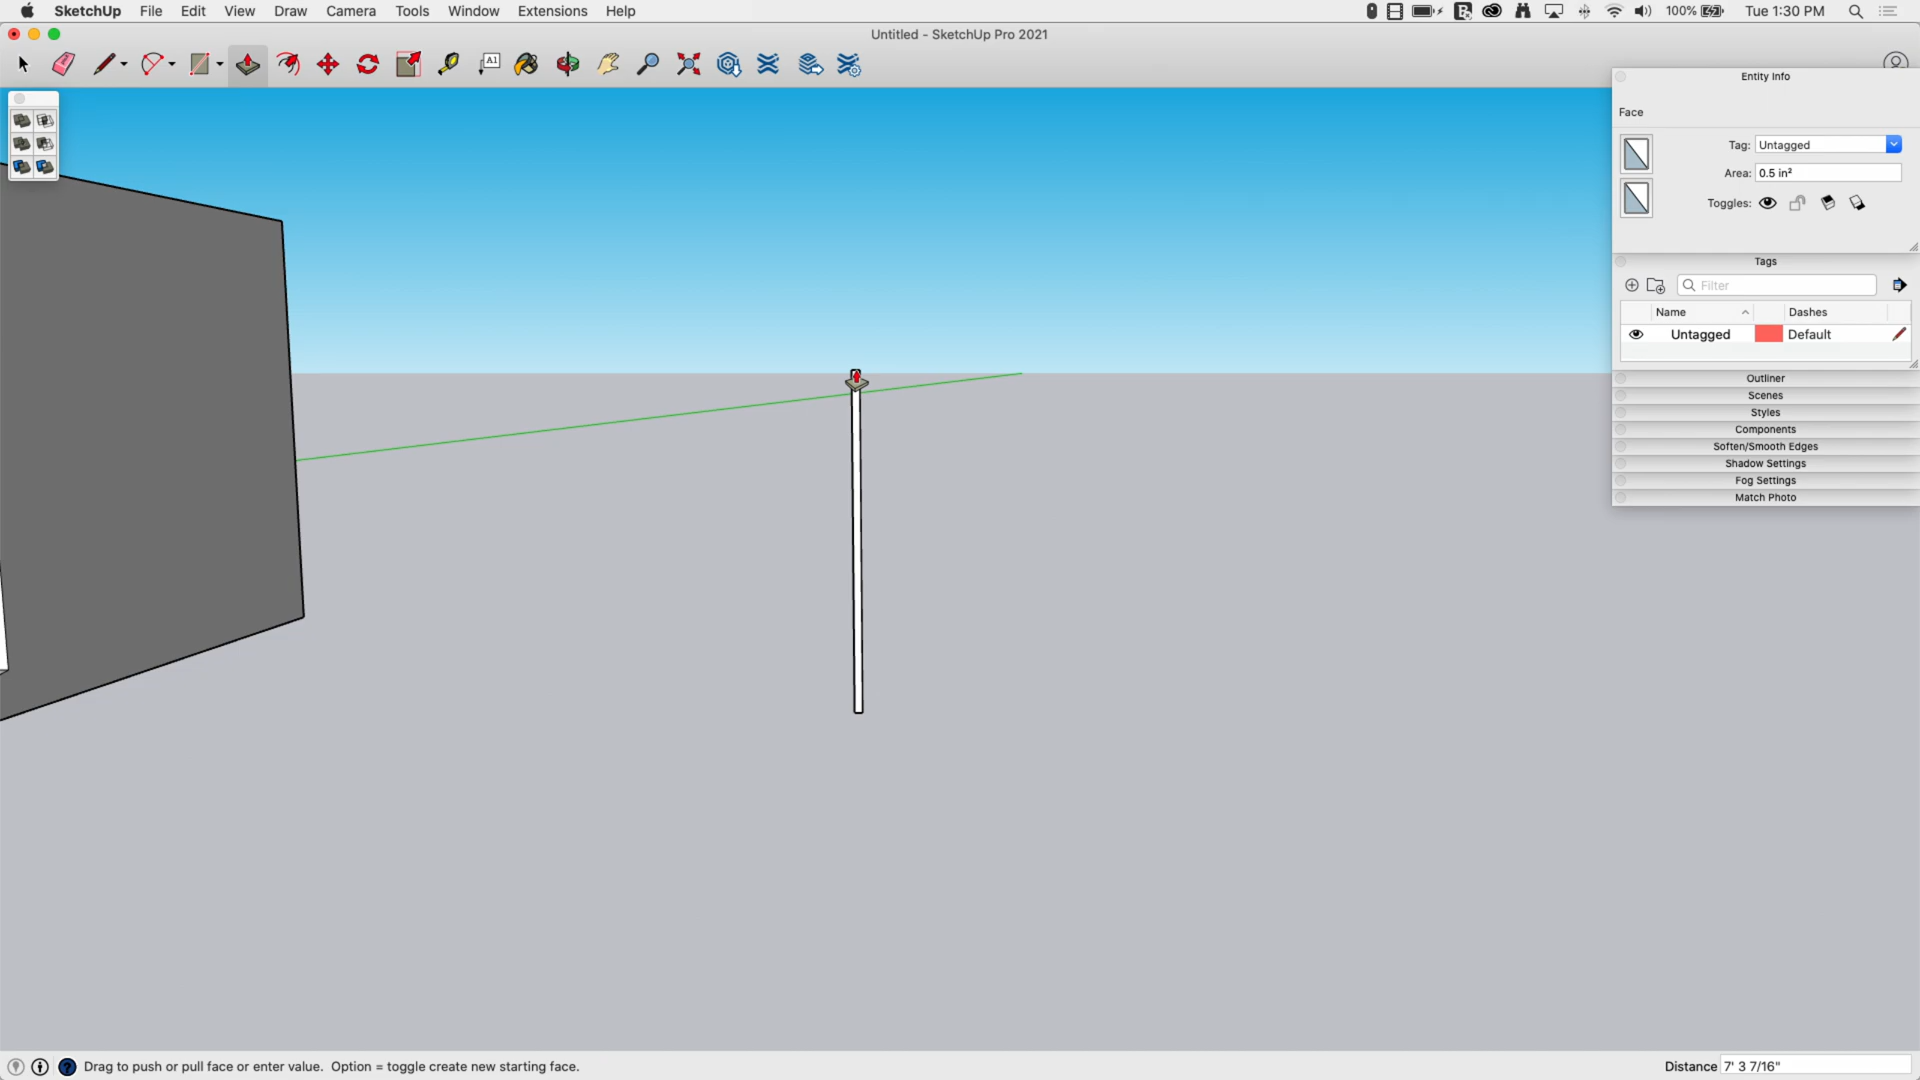 SketchUp File Edit View Draw Camera Tools Window Extensions Help 100% Tue 1:30 PM
Untitled - SketchUp Pro 2021
A1
Entity Info
Face
Tag: Untagged
Area: 0.5 in²
Toggles:
Tags
Filter
Name Dashes
Untagged Default
Outliner
Scenes
Styles
Components
Soften/Smooth Edges
Shadow Settings
Fog Settings
Match Photo
Drag to push or pull face or enter value. Option = toggle create new starting face. Distance 7' 3 7/16"